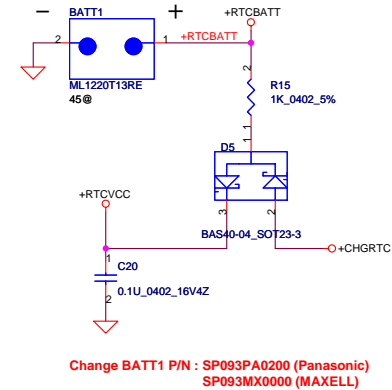 BATT1
+RTCBATT
- +
2 1
+RTCBATT
ML1220T13RE
45@
2
R15
1K_0402_5%
1
D5
1
+RTCVCC
3 2
BAS40-04_SOT23-3
+CHGRTC
1
C20
0.1U_0402_16V4Z
2
Change BATT1 P/N : SP093PA0200 (Panasonic)
SP093MX0000 (MAXELL)